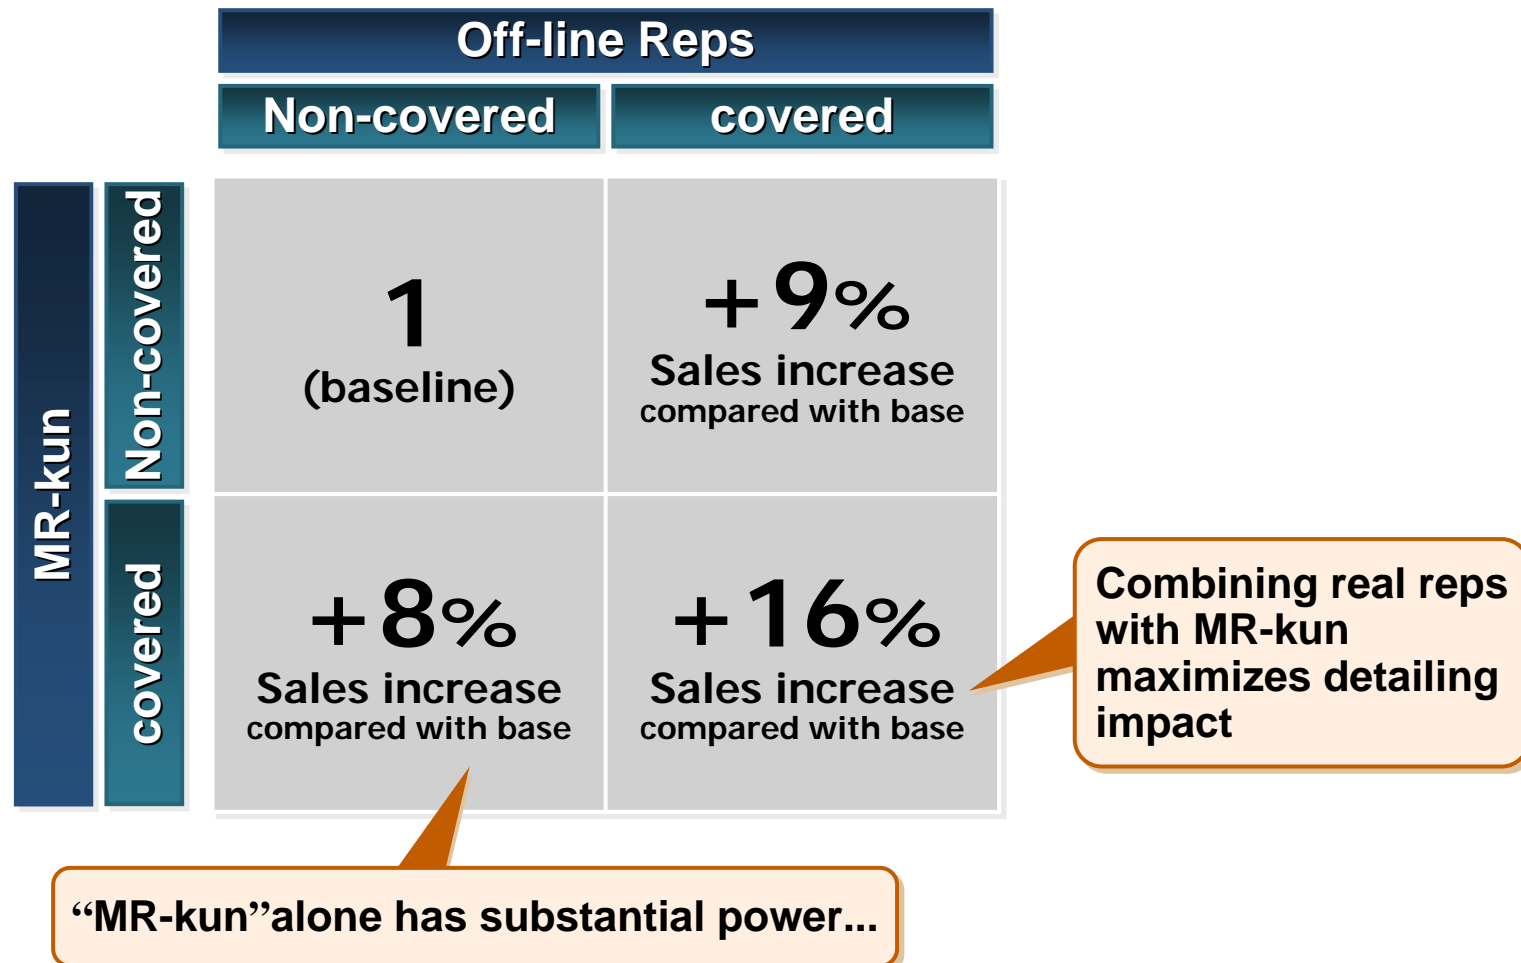 Off-line Reps
Non-covered
covered
MR-kun
Non-covered
1
(baseline)
+9%
Sales increase
compared with base
covered
+8%
Sales increase
compared with base
+16%
Sales increase
compared with base
Combining real reps
with MR-kun
maximizes detailing
impact
“MR-kun”alone has substantial power...